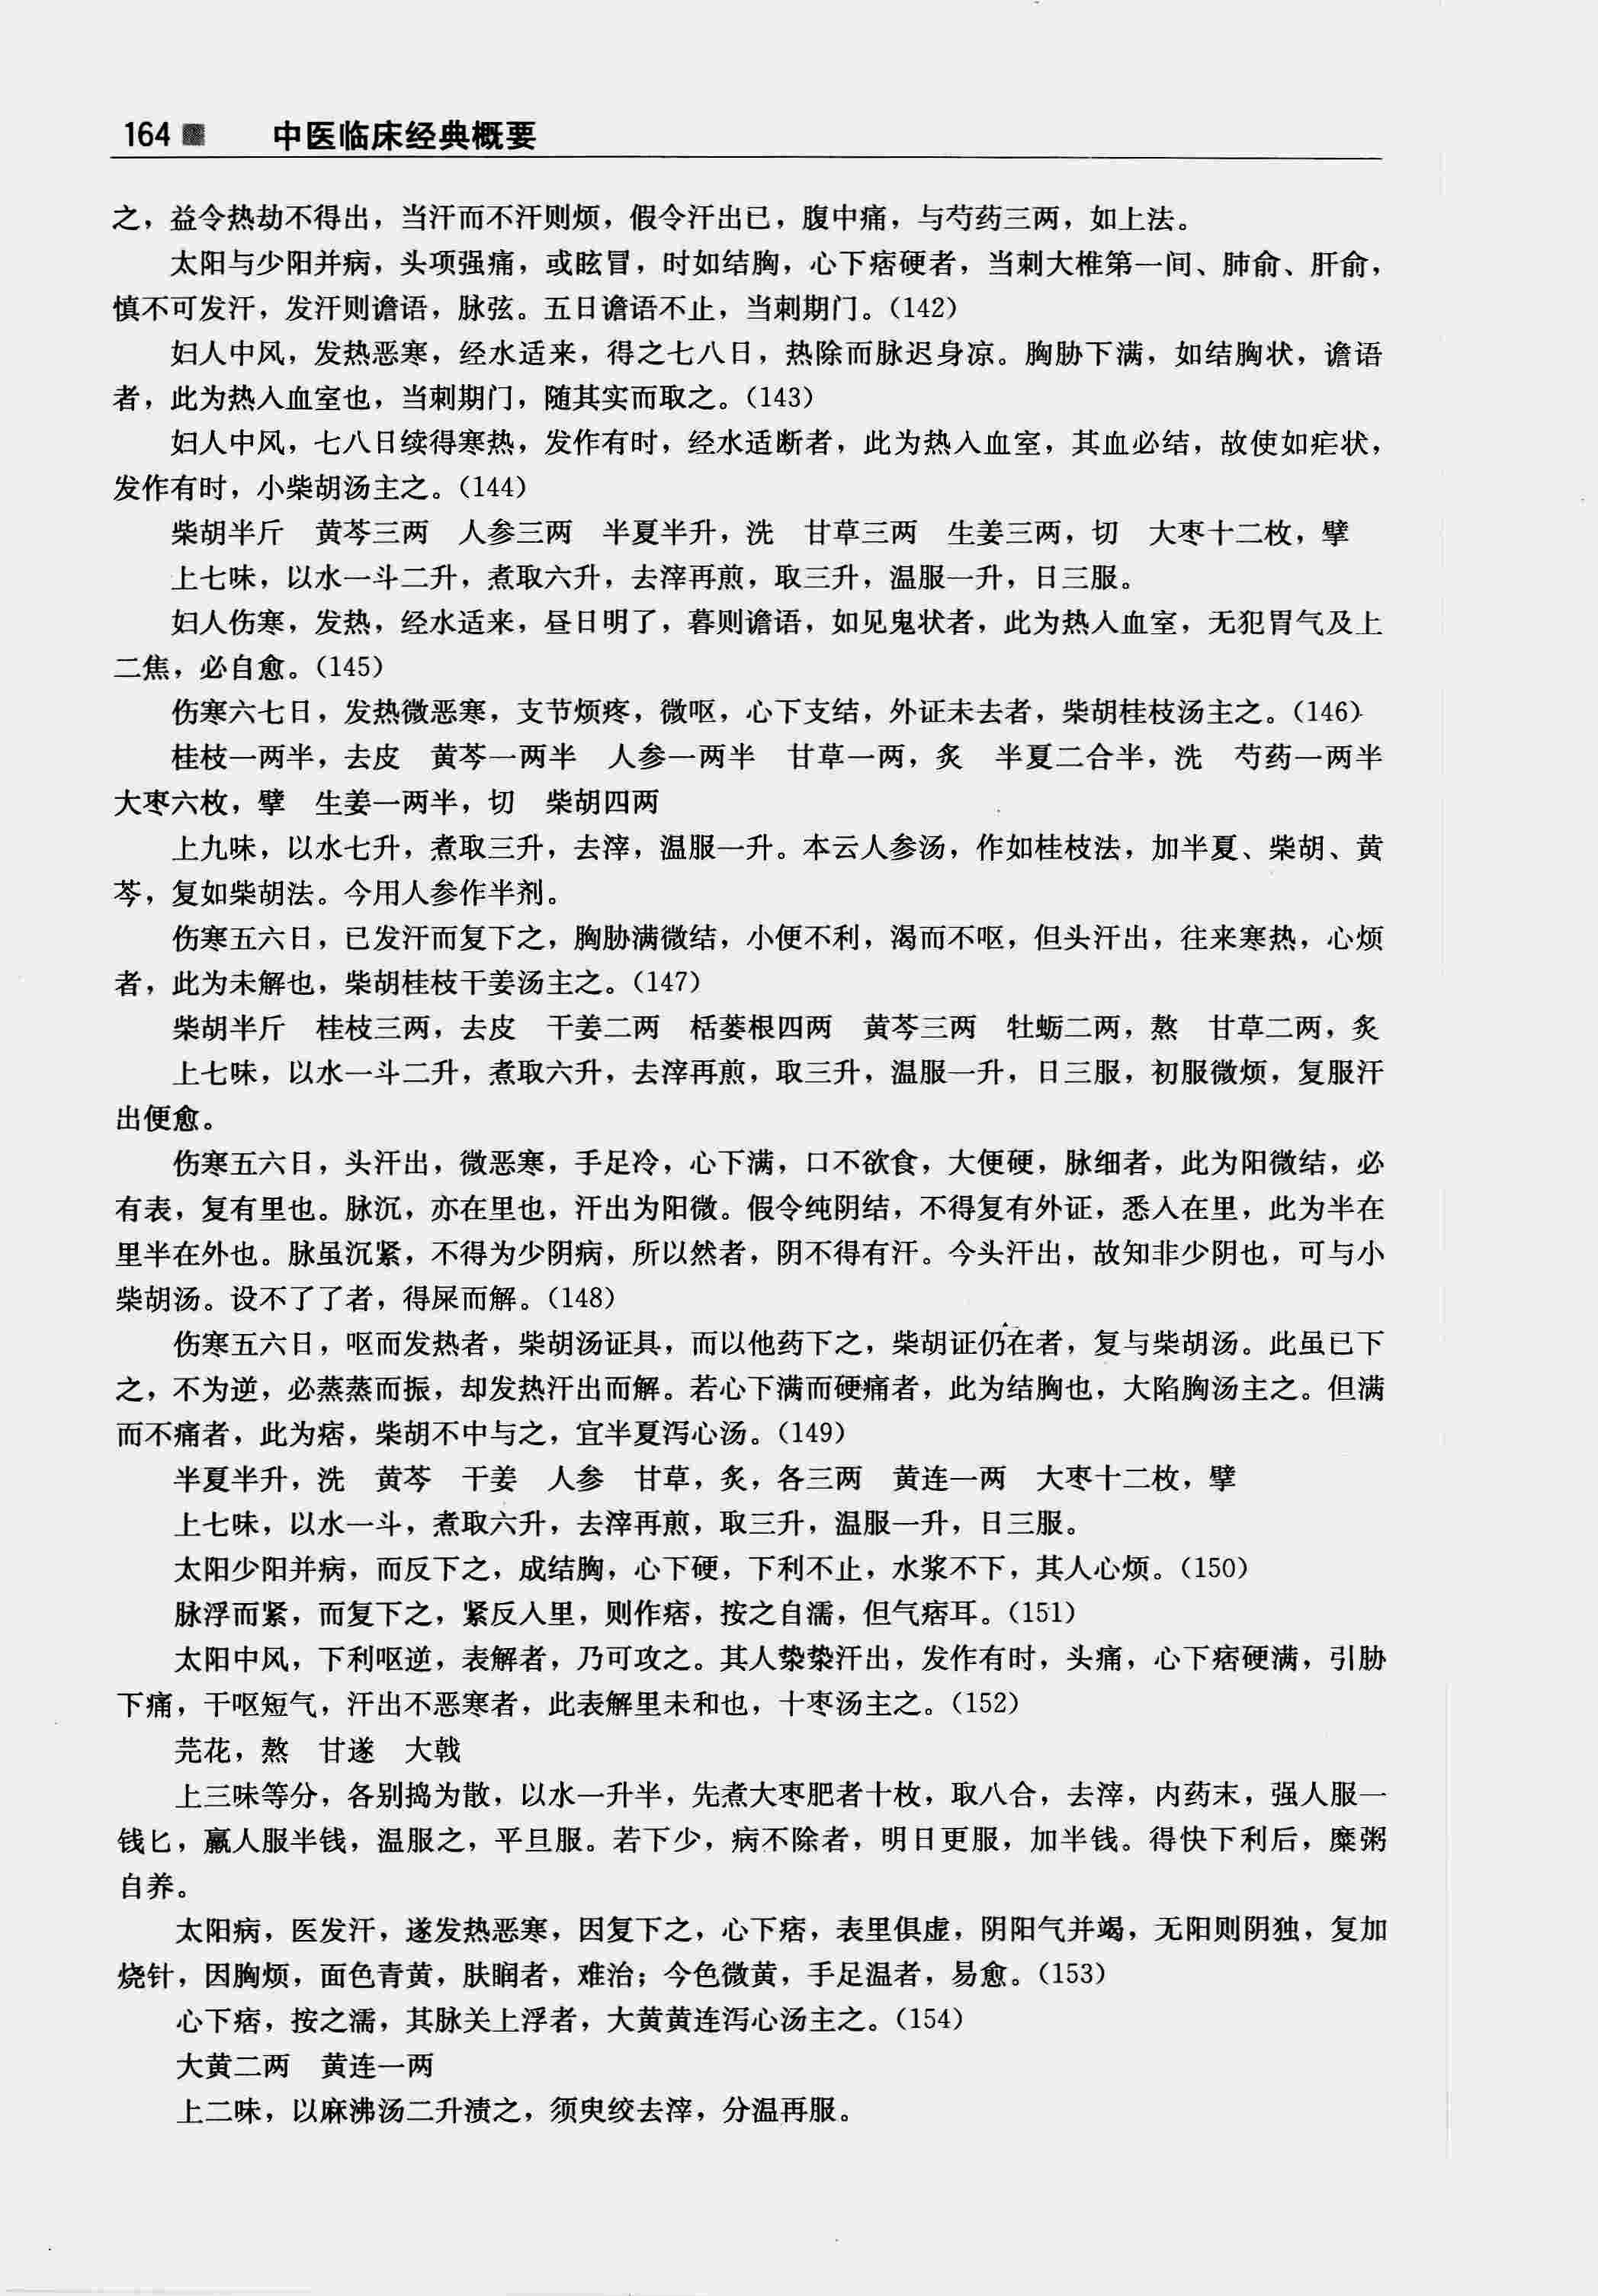 164 中医临床经典概要
之，益令热劫不得出，当汗而不汗则烦，假令汗出已，腹中痛，与芍药三两，如上法。
太阳与少阳并病，头项强痛，或眩冒，时如结胸，心下痞硬者，当刺大椎第一间、肺俞、肝俞，
慎不可发汗，发汗则谵语，脉弦。五日谵语不止，当刺期门。（142）
妇人中风，发热恶寒，经水适来，得之七八日，热除而脉迟身凉。胸胁下满，如结胸状，谵语
者，此为热入血室也，当刺期门，随其实而取之。（143）
妇人中风，七八日续得寒热，发作有时，经水适断者，此为热入血室，其血必结，故使如疟状，
发作有时，小柴胡汤主之。（144）
柴胡半斤　黄芩三两　人参三两　半夏半升，洗　甘草三两　生姜三两，切　大枣十二枚，擘
上七味，以水一斗二升，煮取六升，去滓再煎，取三升，温服一升，日三服。
妇人伤寒，发热，经水适来，昼日明了，暮则谵语，如见鬼状者，此为热入血室，无犯胃气及上
二焦，必自愈。（145）
伤寒六七日，发热微恶寒，支节烦疼，微呕，心下支结，外证未去者，柴胡桂枝汤主之。（146）
桂枝一两半，去皮　黄芩一两半　人参一两半　甘草一两，炙　半夏二合半，洗　芍药一两半
大枣六枚，擘　生姜一两半，切　柴胡四两
上九味，以水七升，煮取三升，去滓，温服一升。本云人参汤，作如桂枝法，加半夏、柴胡、黄
芩，复如柴胡法。今用人参作半剂。
伤寒五六日，已发汗而复下之，胸胁满微结，小便不利，渴而不呕，但头汗出，往来寒热，心烦
者，此为未解也，柴胡桂枝干姜汤主之。（147）
柴胡半斤　桂枝三两，去皮　干姜二两　栝蒌根四两　黄芩三两　牡蛎二两，熬　甘草二两，炙
上七味，以水一斗二升，煮取六升，去滓再煎，取三升，温服一升，日三服，初服微烦，复服汗
出便愈。
伤寒五六日，头汗出，微恶寒，手足冷，心下满，口不欲食，大便硬，脉细者，此为阳微结，必
有表，复有里也。脉沉，亦在里也，汗出为阳微。假令纯阴结，不得复有外证，悉入在里，此为半在
里半在外也。脉虽沉紧，不得为少阴病，所以然者，阴不得有汗。今头汗出，故知非少阴也，可与小
柴胡汤。设不了了者，得屎而解。（148）
伤寒五六日，呕而发热者，柴胡汤证具，而以他药下之，柴胡证仍在者，复与柴胡汤。此虽已下
之，不为逆，必蒸蒸而振，却发热汗出而解。若心下满而硬痛者，此为结胸也，大陷胸汤主之。但满
而不痛者，此为痞，柴胡不中与之，宜半夏泻心汤。（149）
半夏半升，洗　黄芩　干姜　人参　甘草，炙，各三两　黄连一两　大枣十二枚，擘
上七味，以水一斗，煮取六升，去滓再煎，取三升，温服一升，日三服。
太阳少阳并病，而反下之，成结胸，心下硬，下利不止，水浆不下，其人心烦。（150）
脉浮而紧，而复下之，紧反入里，则作痞，按之自濡，但气痞耳。（151）
太阳中风，下利呕逆，表解者，乃可攻之。其人漐漐汗出，发作有时，头痛，心下痞硬满，引胁
下痛，干呕短气，汗出不恶寒者，此表解里未和也，十枣汤主之。（152）
芫花，熬　甘遂　大戟
上三味等分，各别捣为散，以水一升半，先煮大枣肥者十枚，取八合，去滓，内药末，强人服一
钱匕，羸人服半钱，温服之，平旦服。若下少，病不除者，明日更服，加半钱。得快下利后，糜粥
自养。
太阳病，医发汗，遂发热恶寒，因复下之，心下痞，表里俱虚，阴阳气并竭，无阳则阴独，复加
烧针，因胸烦，面色青黄，肤瞤者，难治；今色微黄，手足温者，易愈。（153）
心下痞，按之濡，其脉关上浮者，大黄黄连泻心汤主之。（154）
大黄二两　黄连一两
上二味，以麻沸汤二升渍之，须臾绞去滓，分温再服。